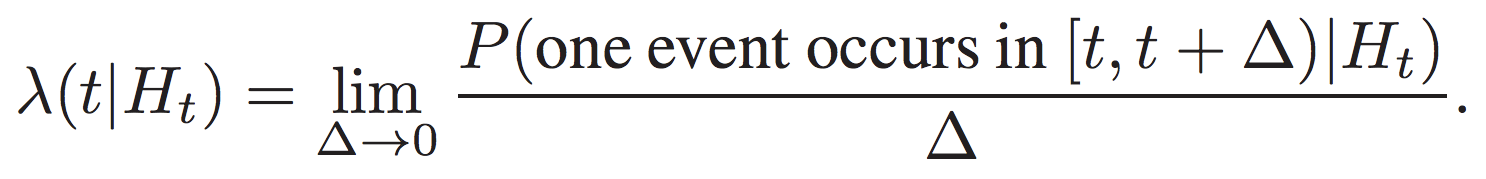 λ(t|H_t) = lim_{Δ→0} P(one event occurs in [t, t + Δ)|H_t) / Δ .